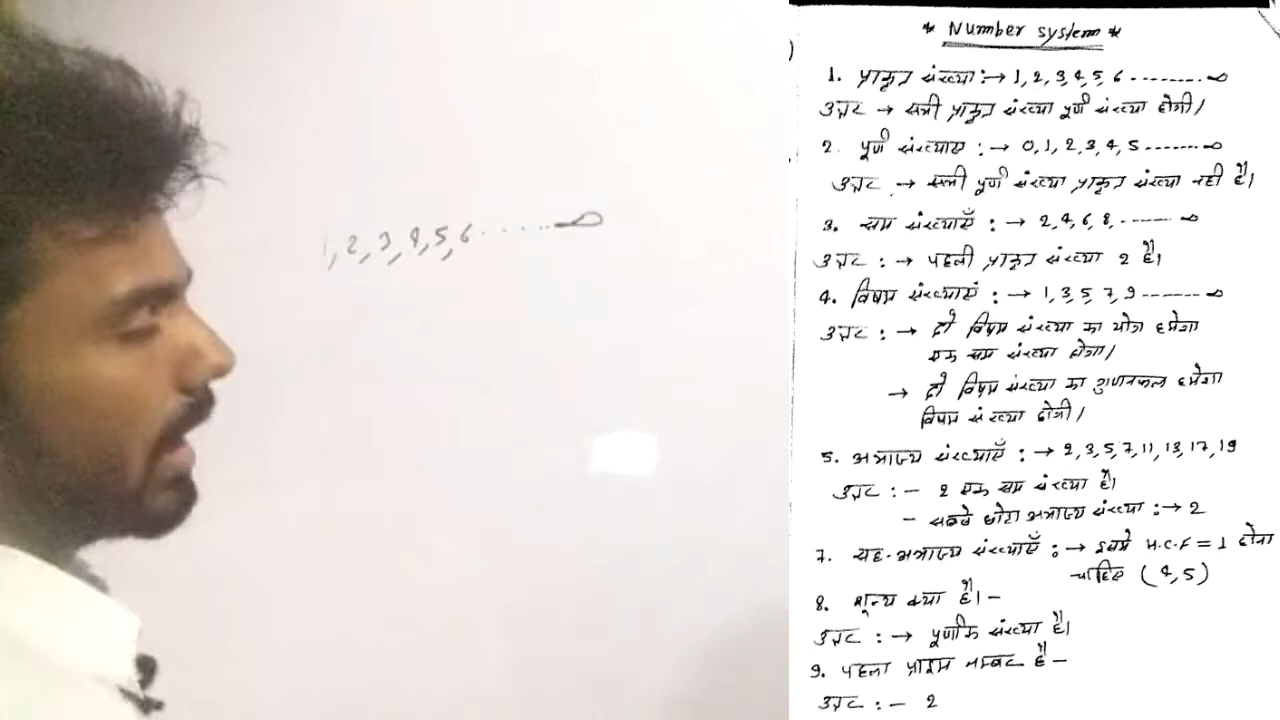 1, 2, 3, 4, 5, 6 ......∞
* Number system *
1. प्राकृत संख्या :→ 1, 2, 3, 4, 5, 6 ---------∞
उत्तर → सभी प्राकृत संख्या पूर्ण संख्या होगी।
2. पूर्ण संख्याएं :→ 0, 1, 2, 3, 4, 5 -------∞
उत्तर → सभी पूर्ण संख्या प्राकृत संख्या नही है।
3. सम संख्याएँ :→ 2, 4, 6, 8, ------∞
उत्तर :→ पहली प्राकृत संख्या 2 है।
4. विषम संख्याएं :→ 1, 3, 5, 7, 9 -------∞
उत्तर :→ दो विषम संख्या का योग हमेशा
एक सम संख्या होगा।
→ दो विषम संख्या का गुणनफल हमेशा
विषम संख्या होगी।
5. अभाज्य संख्याएँ :→ 2, 3, 5, 7, 11, 13, 17, 19
उत्तर :- 2 एक सम संख्या है।
- सबसे छोटा अभाज्य संख्या :→ 2
7. सह-अभाज्य संख्याएँ :→ इसमे H.C.F = 1 होना
चाहिए (4, 5)
8. शून्य क्या है। -
उत्तर :→ पूर्णांक संख्या है।
9. पहला प्राइम नम्बर है -
उत्तर :- 2